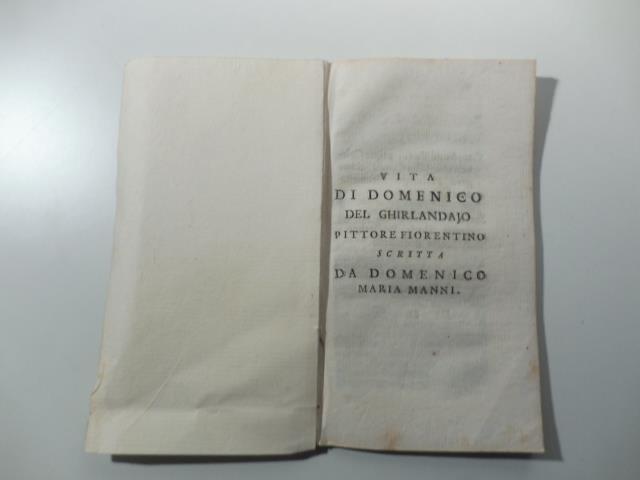 VITA
DI DOMENICO
DEL GHIRLANDAJO
PITTORE FIORENTINO
SCRITTA
DA DOMENICO
MARIA MANNI.